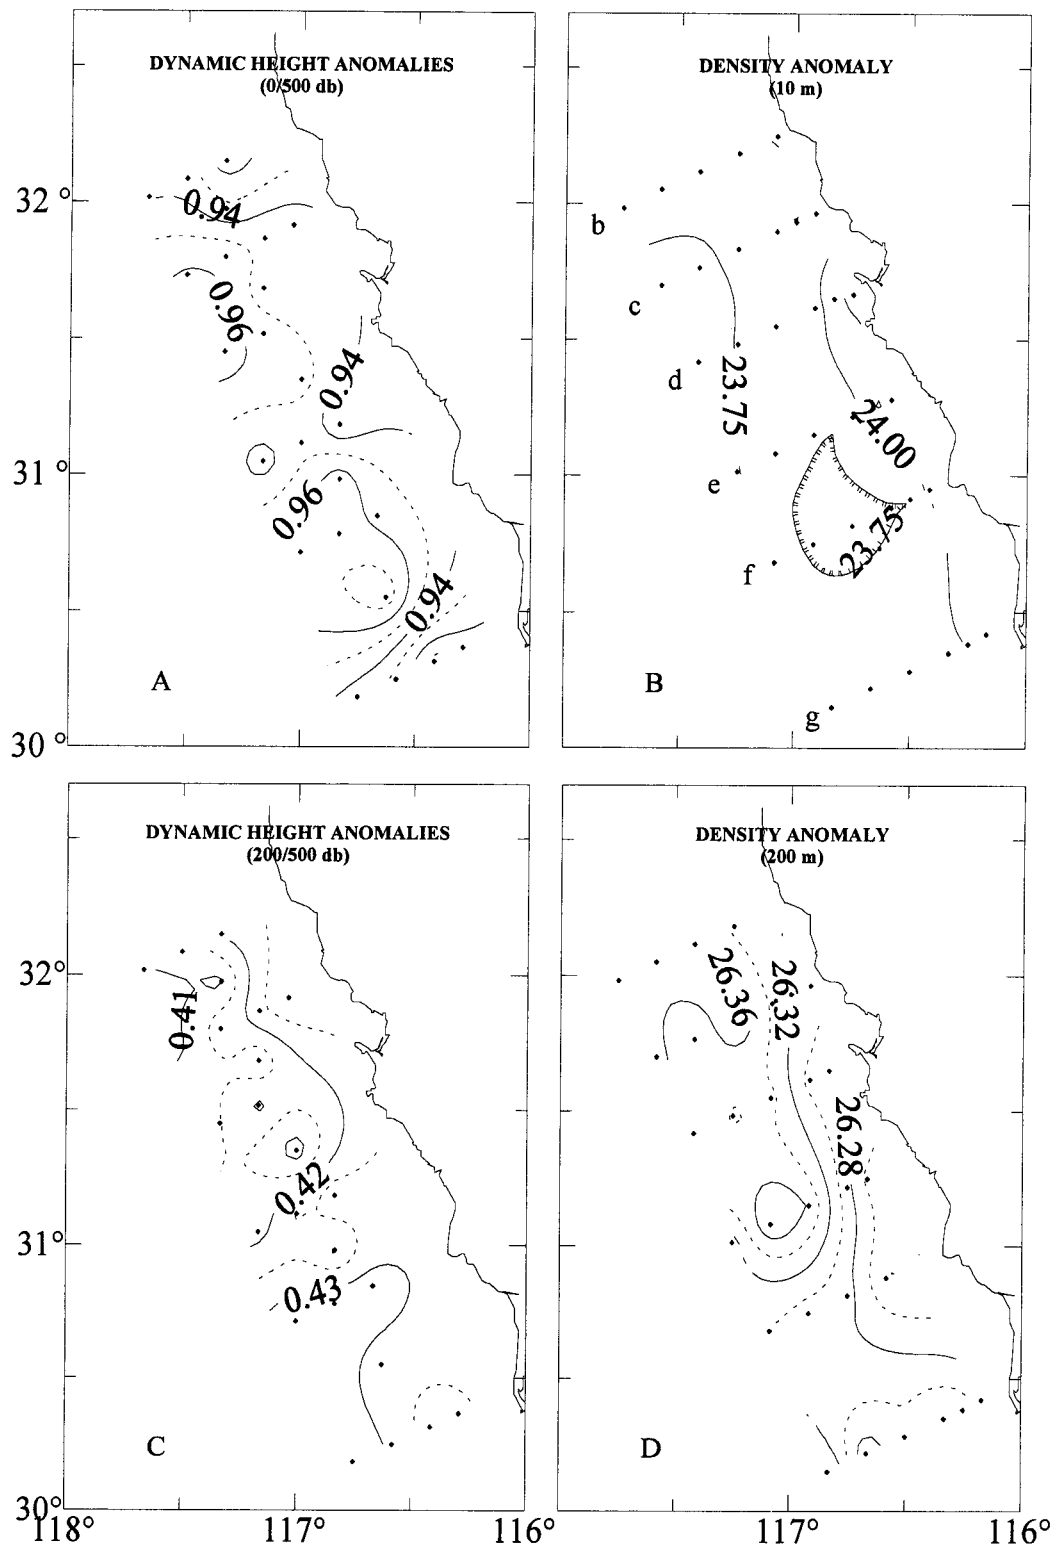 DYNAMIC HEIGHT ANOMALIES
(0/500 db)
32 °
0.94
0.96
0.94
31 °
0.96
0.94
A
30 °
DENSITY ANOMALY
(10 m)
b
c
d
23.75
24.00
e
23.75
f
B
g
DYNAMIC HEIGHT ANOMALIES
(200/500 db)
32°
0.41
0.42
31°
0.43
C
30°
118°
117°
116°
DENSITY ANOMALY
(200 m)
26.36
26.32
26.28
D
117°
116°